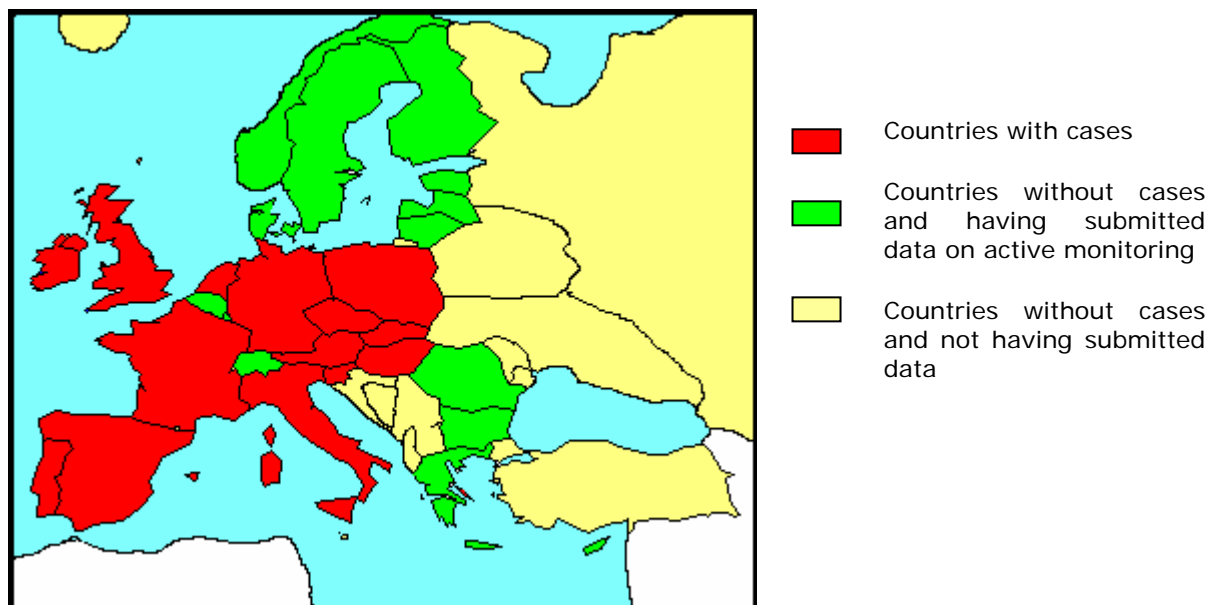 Countries with cases
Countries without cases
and having submitted
data on active monitoring
Countries without cases
and not having submitted
data